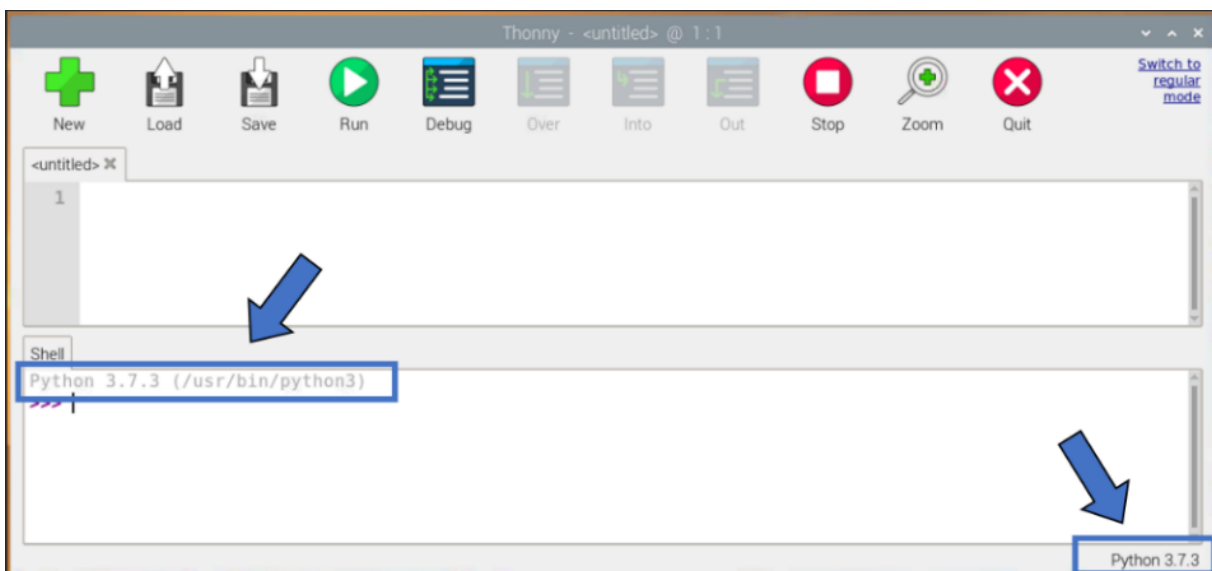 Thonny - <untitled> @ 1 : 1
New Load Save Run Debug Over Into Out Stop Zoom Quit
Switch to
regular
mode
<untitled>
1
Shell
Python 3.7.3 (/usr/bin/python3)
>>>
Python 3.7.3